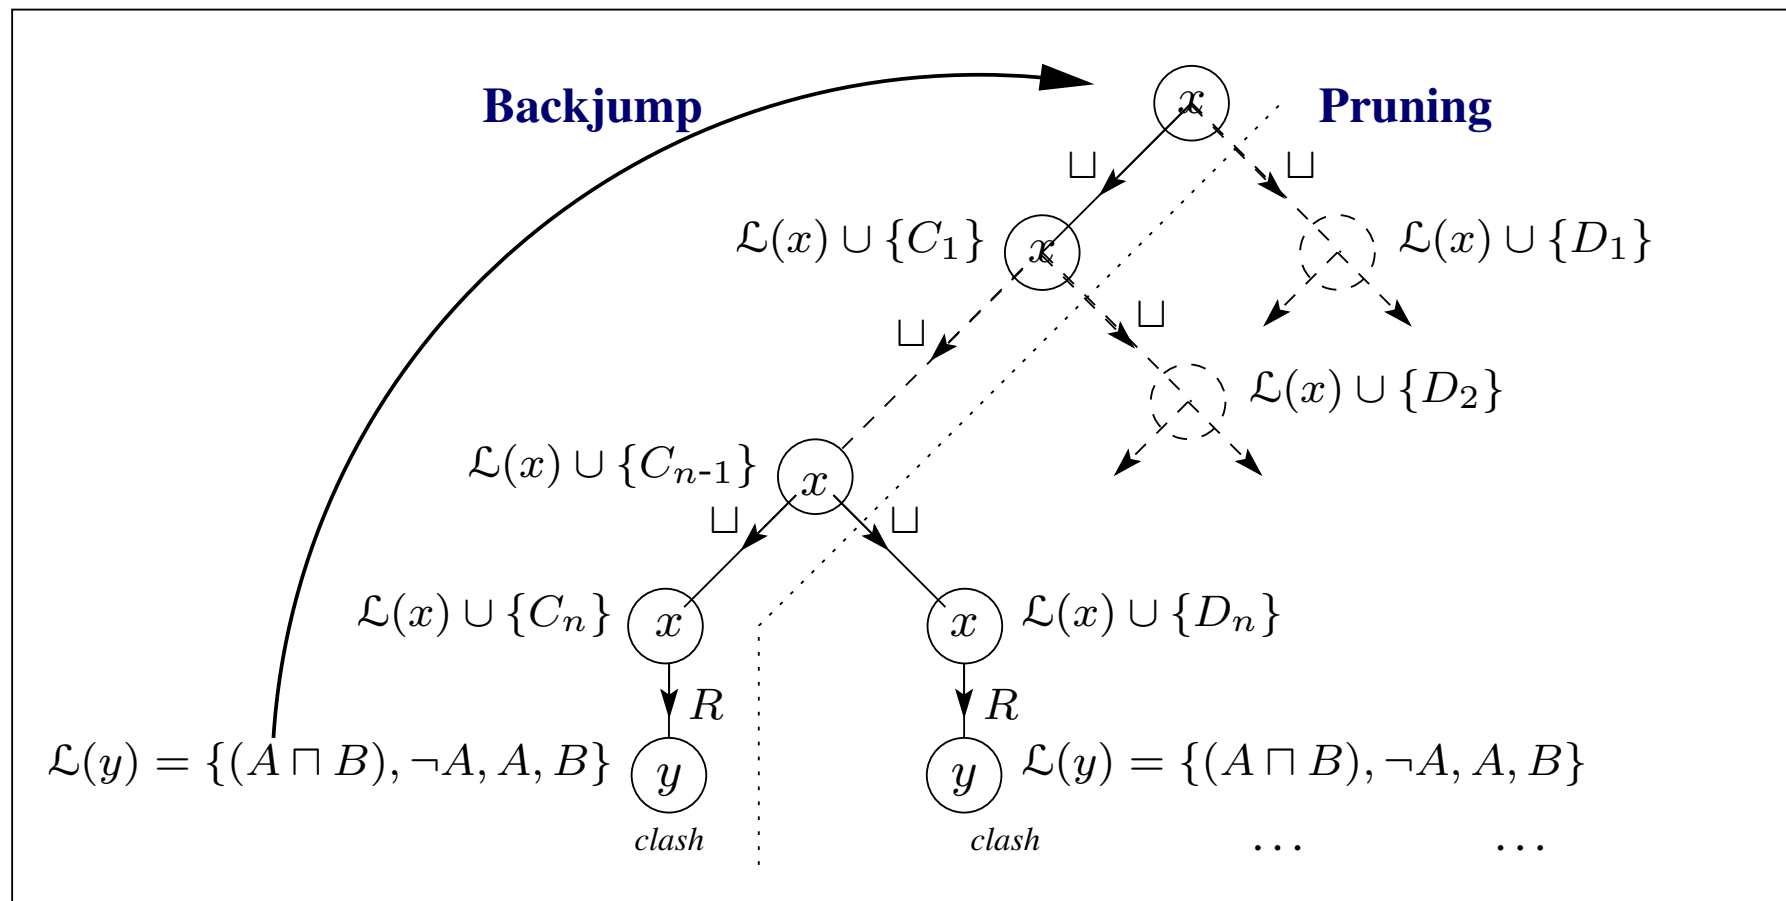 Backjump
Pruning
x
⊔ ⊔
ℒ(x) ∪ {C₁} x ℒ(x) ∪ {D₁}
⊔ ⊔
ℒ(x) ∪ {D₂}
ℒ(x) ∪ {Cₙ₋₁} x
⊔ ⊔
ℒ(x) ∪ {Cₙ} x x ℒ(x) ∪ {Dₙ}
R R
ℒ(y) = {(A ⊓ B), ¬A, A, B} y y ℒ(y) = {(A ⊓ B), ¬A, A, B}
clash clash ... ...